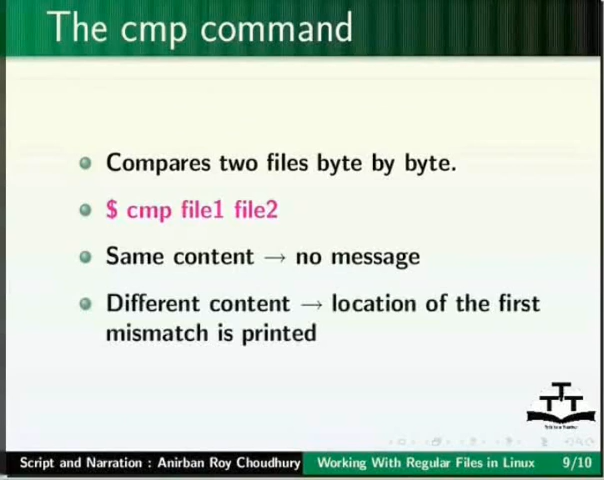 The cmp command
Compares two files byte by byte.
$ cmp file1 file2
Same content → no message
Different content → location of the first
mismatch is printed
TTT
Script and Narration : Anirban Roy Choudhury Working With Regular Files in Linux 9/10